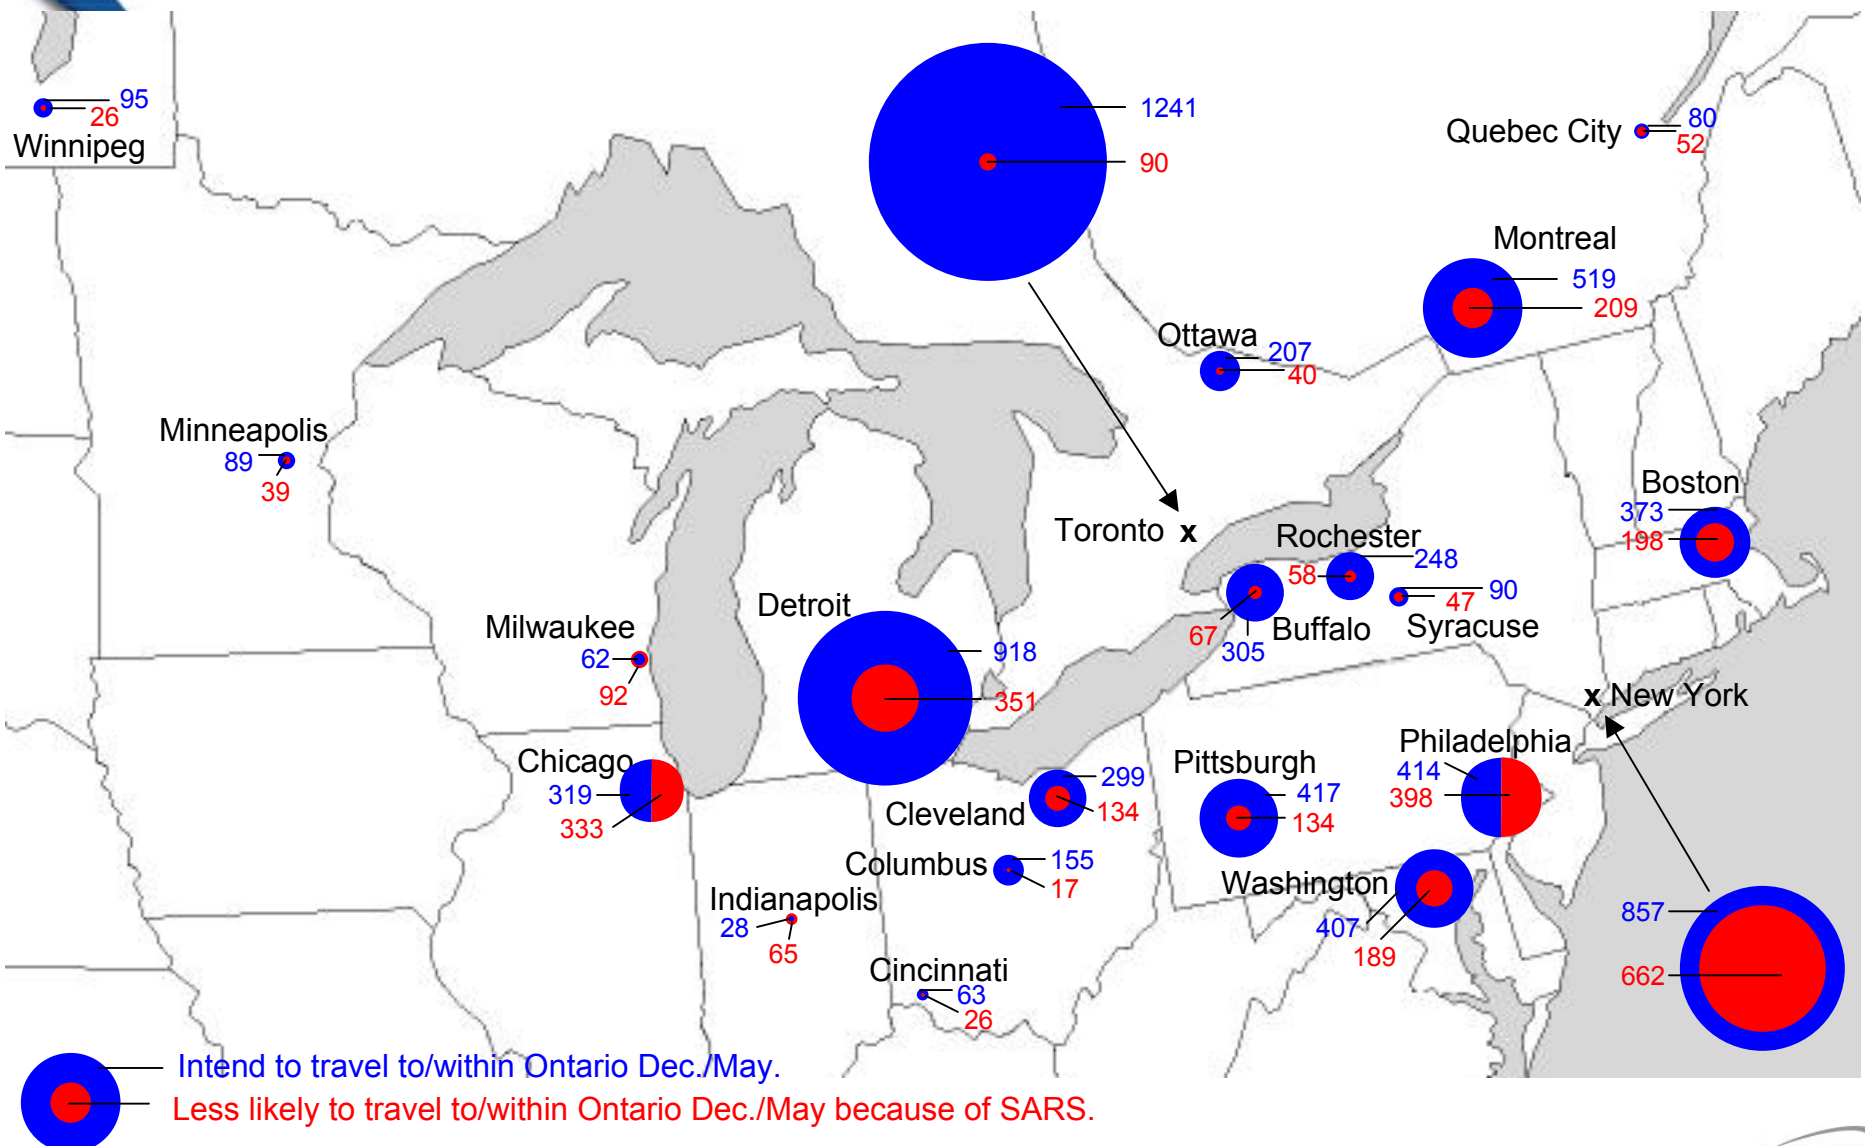 95
26
Winnipeg
1241
90
Quebec City
80
52
Montreal
519
209
Ottawa
207
40
Minneapolis
89
39
Boston
373
198
Toronto x
Rochester
248
58
90
47
Syracuse
Buffalo
67
305
Detroit
918
351
Milwaukee
62
92
x New York
Chicago
319
333
Cleveland
299
134
Pittsburgh
417
134
Philadelphia
414
398
Columbus
155
17
Washington
407
189
Indianapolis
28
65
857
662
Cincinnati
63
26
Intend to travel to/within Ontario Dec./May.
Less likely to travel to/within Ontario Dec./May because of SARS.